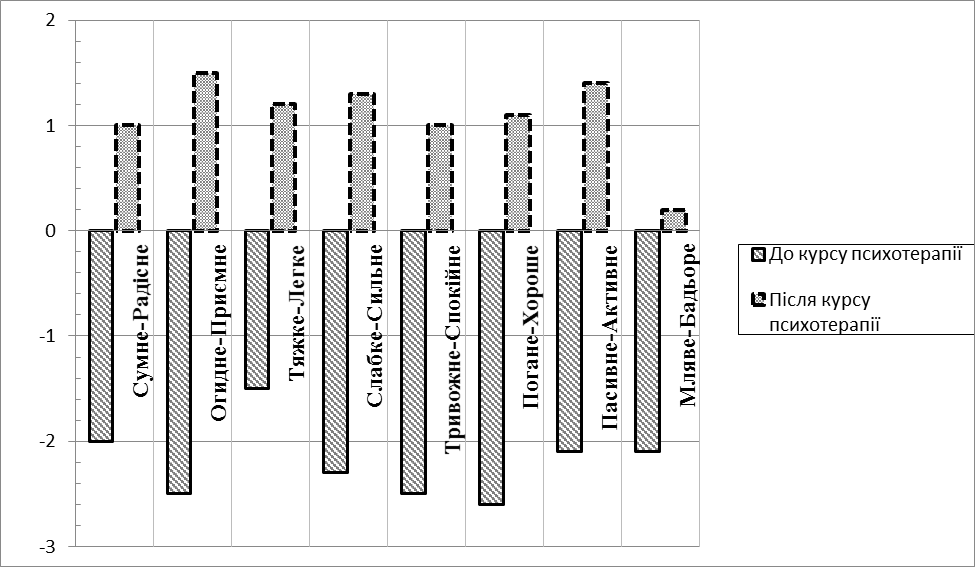 2
1
0
-1
-2
-3
Сумне-Радісне
Огидне-Приємне
Тяжке-Легке
Слабке-Сильне
Тривожне-Спокійне
Погане-Хороше
Пасивне-Активне
Мляве-Бадьоре
До курсу психотерапії
Після курсу
психотерапії